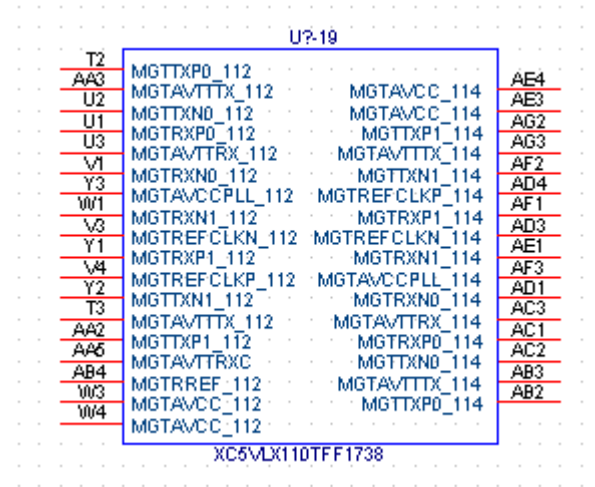 U?-19
T2 MGTTXP0_112
AA3 MGTAVTTTX_112 MGTAVCC_114 AE4
U2 MGTTXN0_112 MGTAVCC_114 AE3
U1 MGTRXP0_112 MGTTXP1_114 AG2
U3 MGTAVTTRX_112 MGTAVTTTX_114 AG3
V1 MGTRXN0_112 MGTTXN1_114 AF2
Y3 MGTAVCCPLL_112 MGTREFCLKP_114 AD4
W1 MGTRXN1_112 MGTRXP1_114 AF1
V3 MGTREFCLKN_112 MGTREFCLKN_114 AD3
Y1 MGTRXP1_112 MGTRXN1_114 AE1
V4 MGTREFCLKP_112 MGTAVCCPLL_114 AF3
Y2 MGTTXN1_112 MGTRXN0_114 AD1
T3 MGTAVTTTX_112 MGTAVTTRX_114 AC3
AA2 MGTTXP1_112 MGTRXP0_114 AC1
AA5 MGTAVTTRXC MGTTXN0_114 AC2
AB4 MGTRREF_112 MGTAVTTTX_114 AB3
W3 MGTAVCC_112 MGTTXP0_114 AB2
W4 MGTAVCC_112
XC5VLX110TFF1738